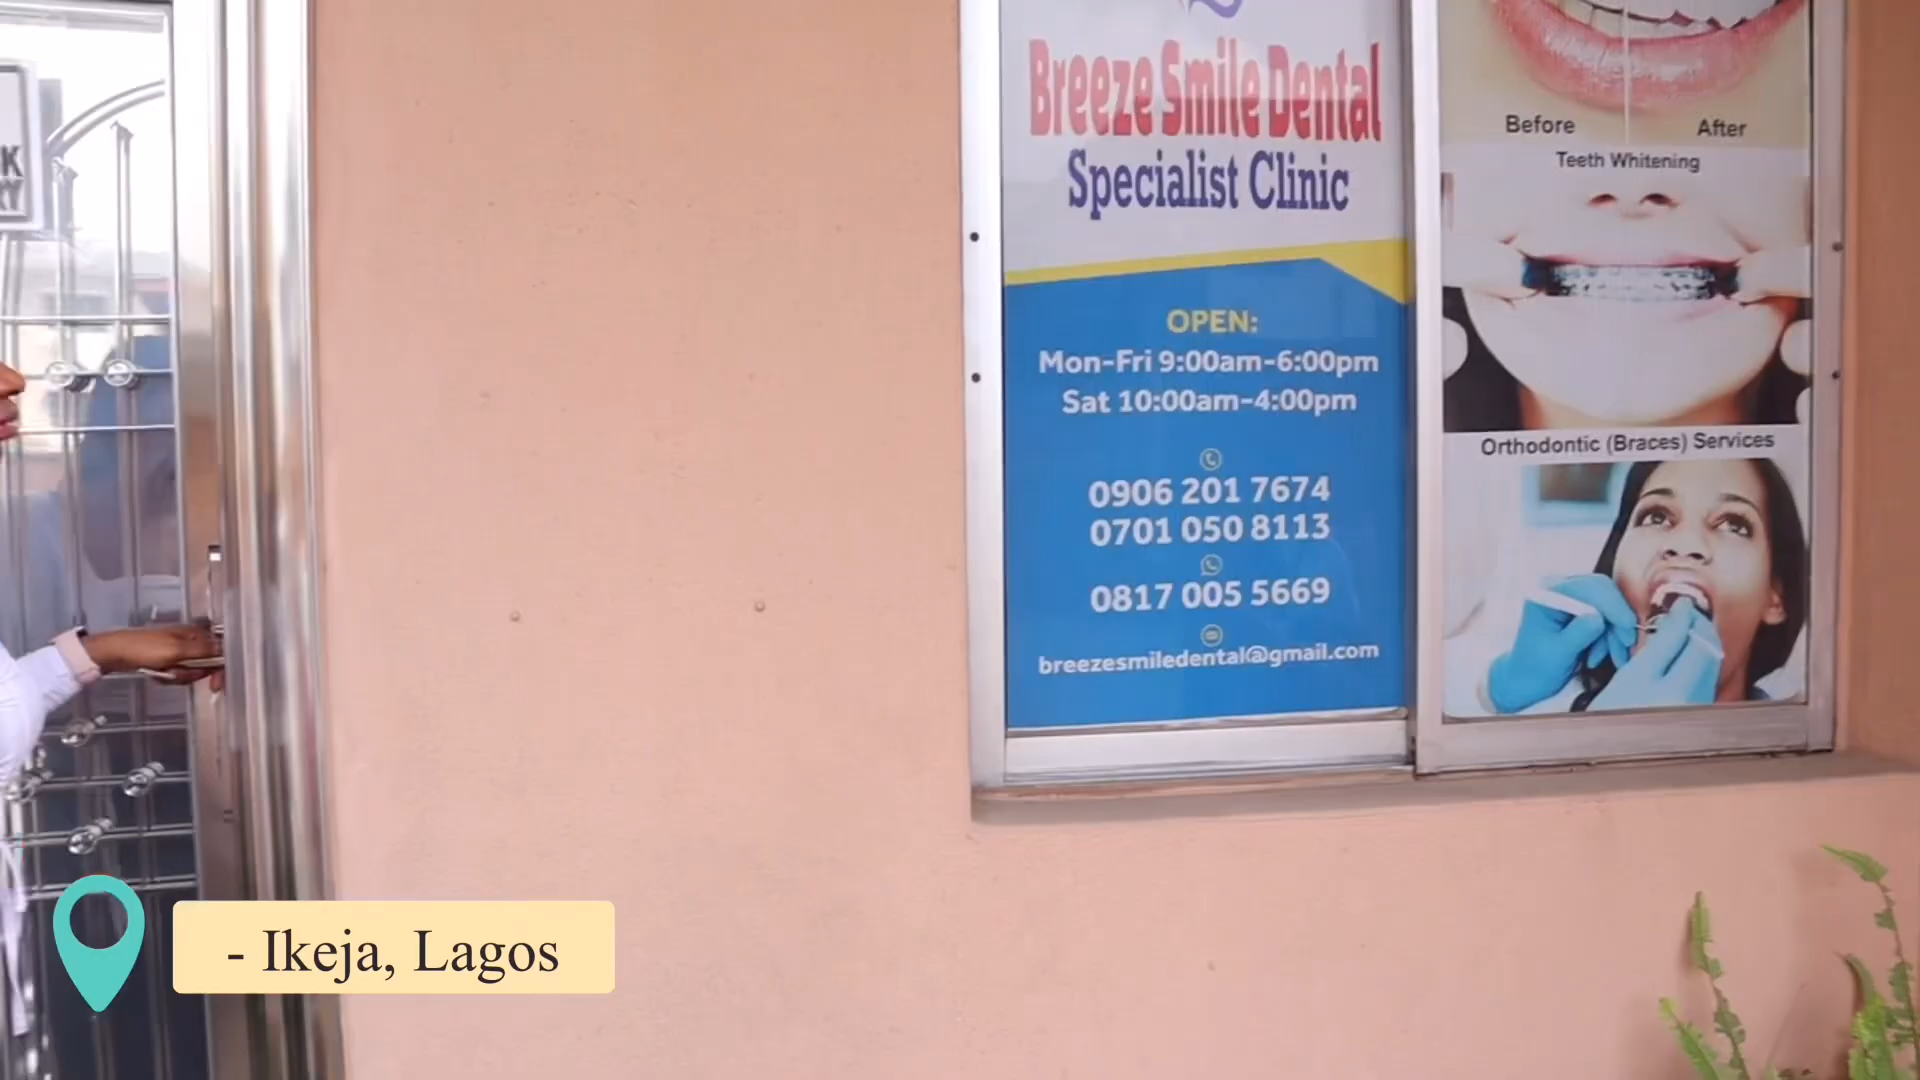 Breeze Smile Dental
Specialist Clinic
OPEN:
Mon-Fri 9:00am-6:00pm
Sat 10:00am-4:00pm
0906 201 7674
0701 050 8113
0817 005 5669
breezesmiledental@gmail.com
Before After
Teeth Whitening
Orthodontic (Braces) Services
- Ikeja, Lagos